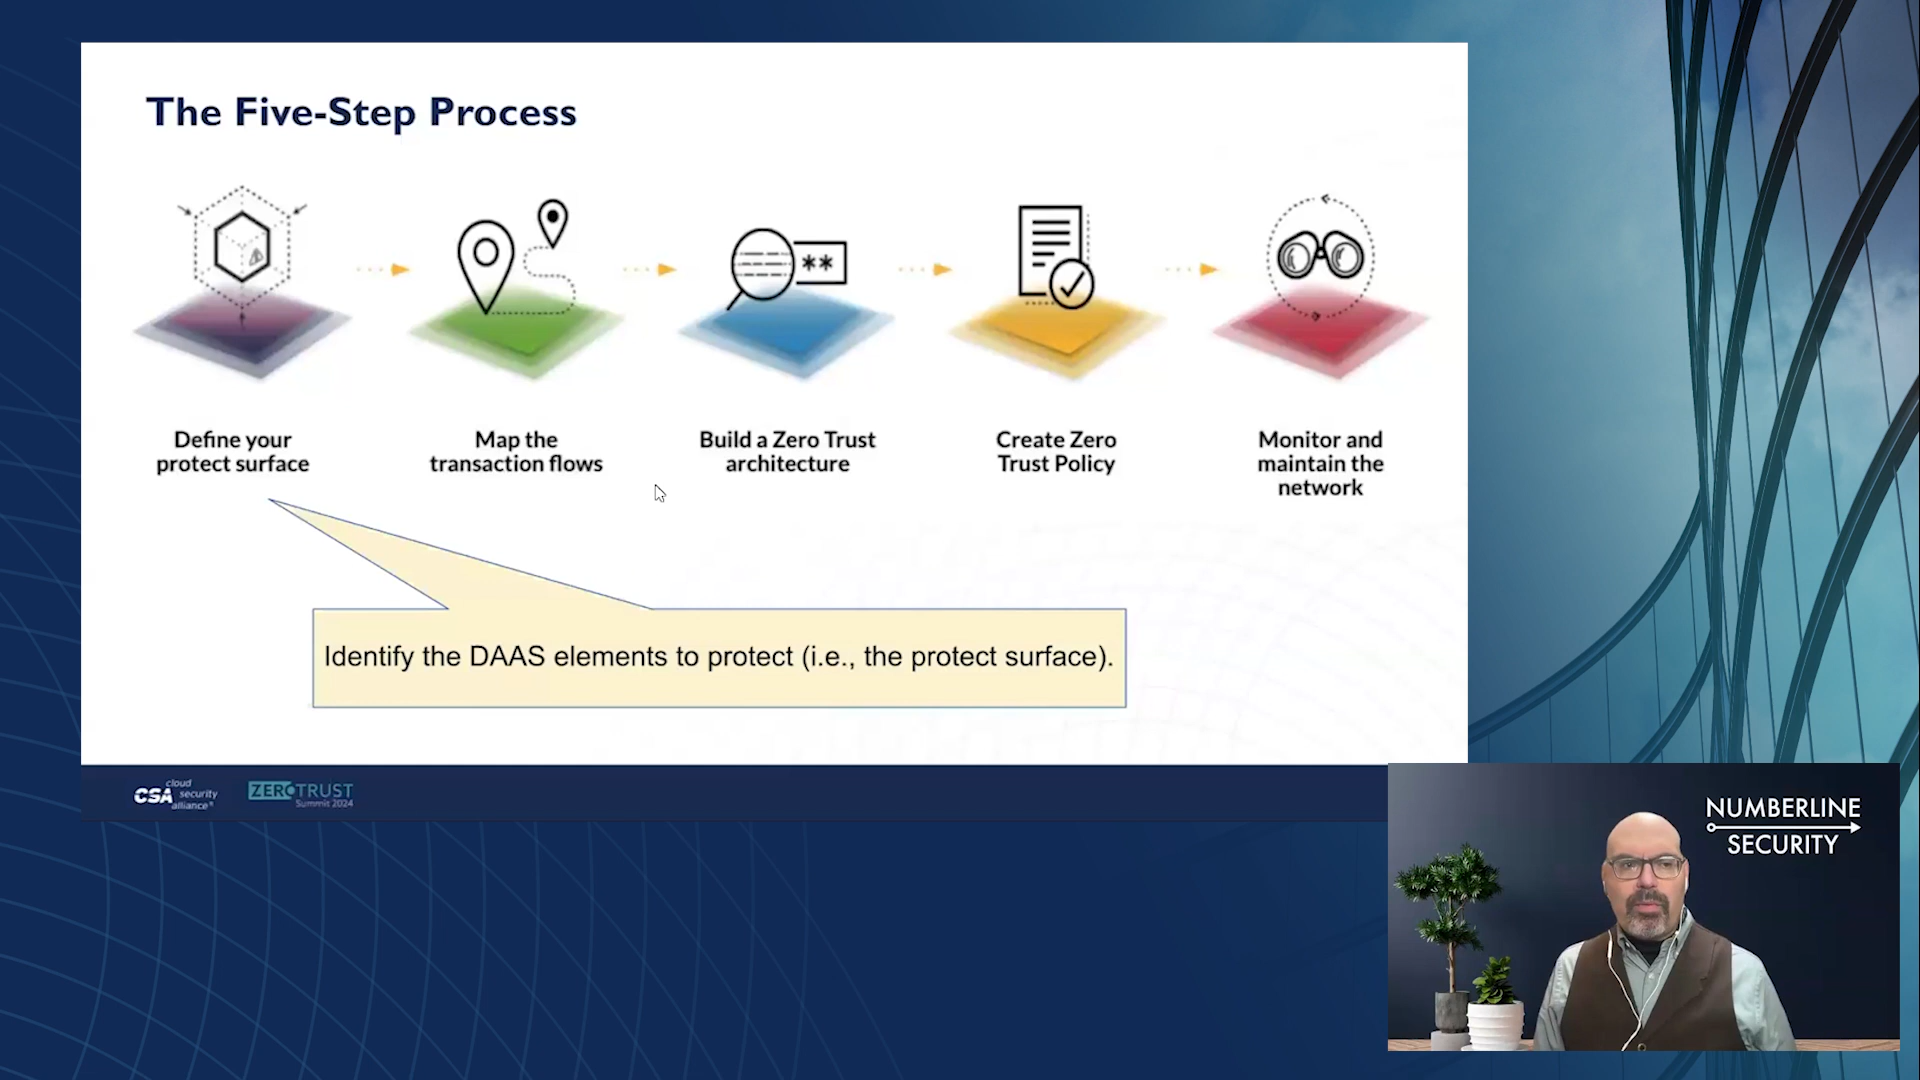 The Five-Step Process
**
Define your
protect surface
Map the
transaction flows
Build a Zero Trust
architecture
Create Zero
Trust Policy
Monitor and
maintain the
network
Identify the DAAS elements to protect (i.e., the protect surface).
CSA cloud
security
alliance®
ZEROTRUST
Summit 2024
NUMBERLINE
SECURITY